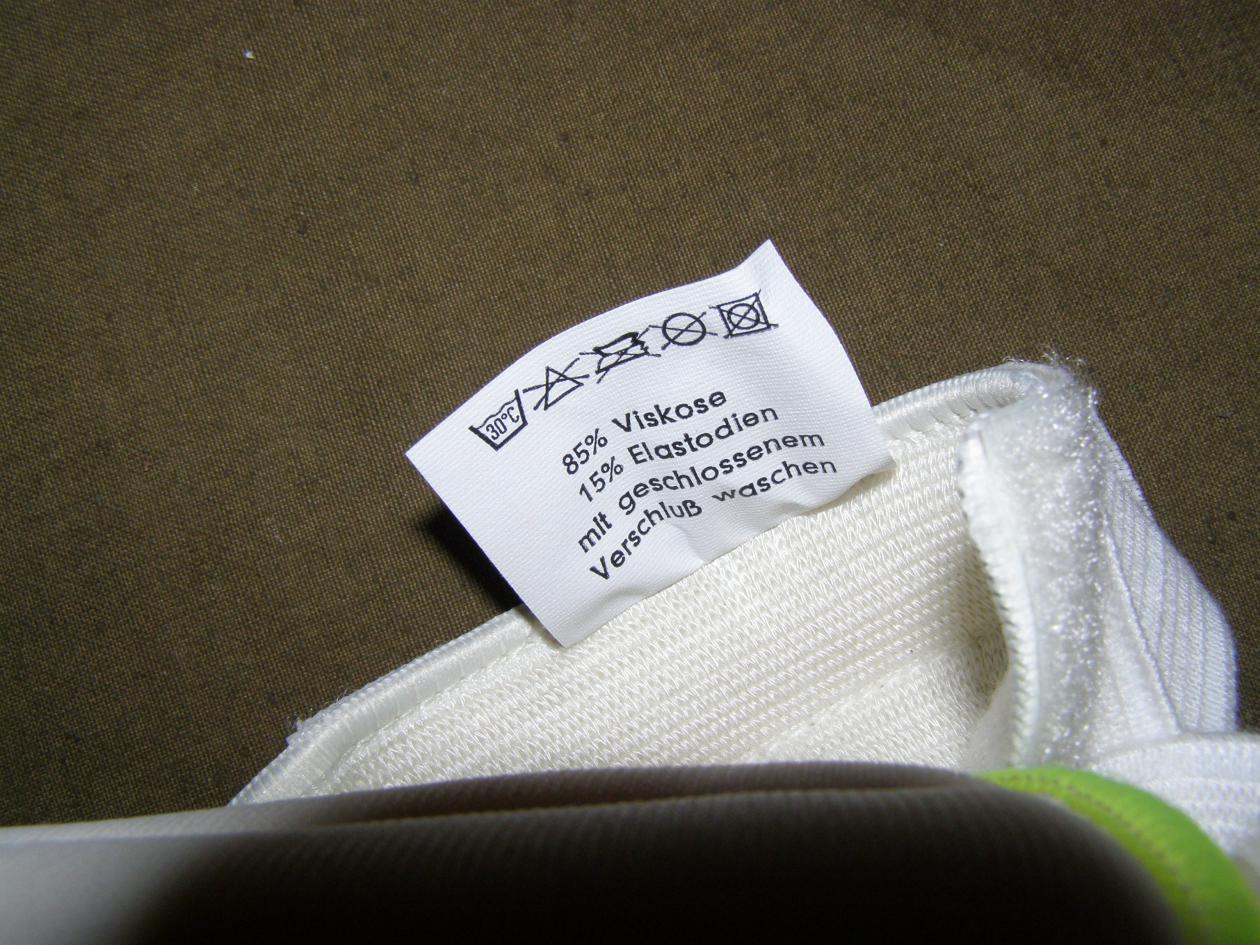 30°C
85% Viskose
15% Elastodien
mit geschlossenem
Verschluß waschen